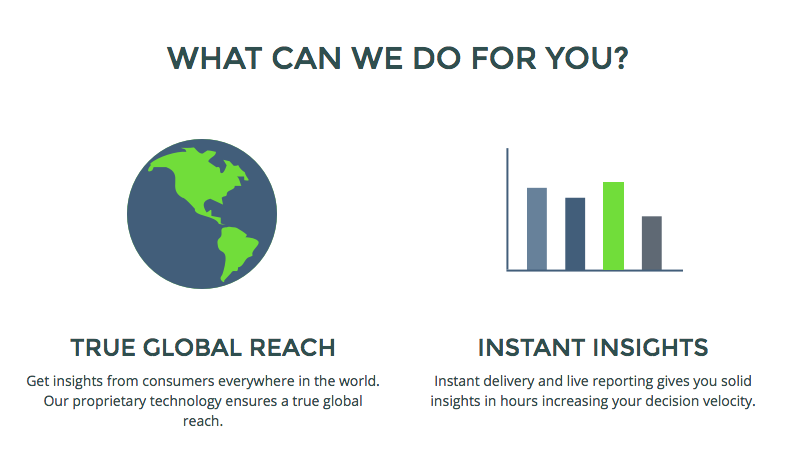 WHAT CAN WE DO FOR YOU?
TRUE GLOBAL REACH
Get insights from consumers everywhere in the world.
Our proprietary technology ensures a true global
reach.
INSTANT INSIGHTS
Instant delivery and live reporting gives you solid
insights in hours increasing your decision velocity.